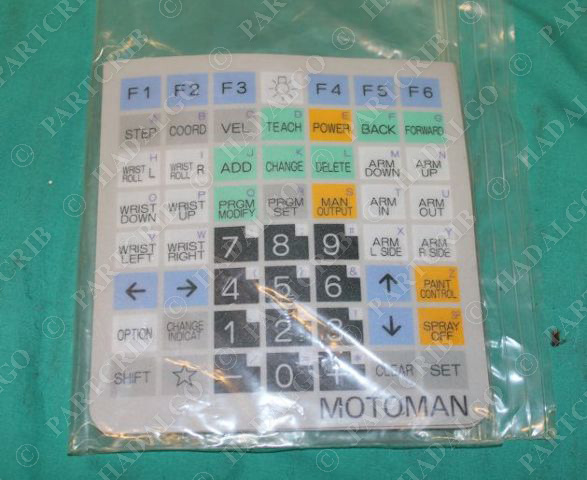 F1 F2 F3 F4 F5 F6
A B C D E F G
STEP COORD VEL TEACH POWER BACK FORWARD
H I J K L M N
WRIST ROLL L WRIST ROLL R ADD CHANGE DELETE ARM DOWN ARM UP
O P Q R S T U
WRIST DOWN WRIST UP PRGM MODIFY PRGM SET MAN OUTPUT ARM IN ARM OUT
V W # X Y
WRIST LEFT WRIST RIGHT 7 8 9 ARM L SIDE ARM R SIDE
& Z
← → 4 5 6 ↑ PAINT CONTROL
SP
OPTION CHANGE INDICAT 1 2 3 ↓ SPRAY OFF
SHIFT ☆ 0 CLEAR SET
MOTOMAN
© PARTCRIB
© HADALGO